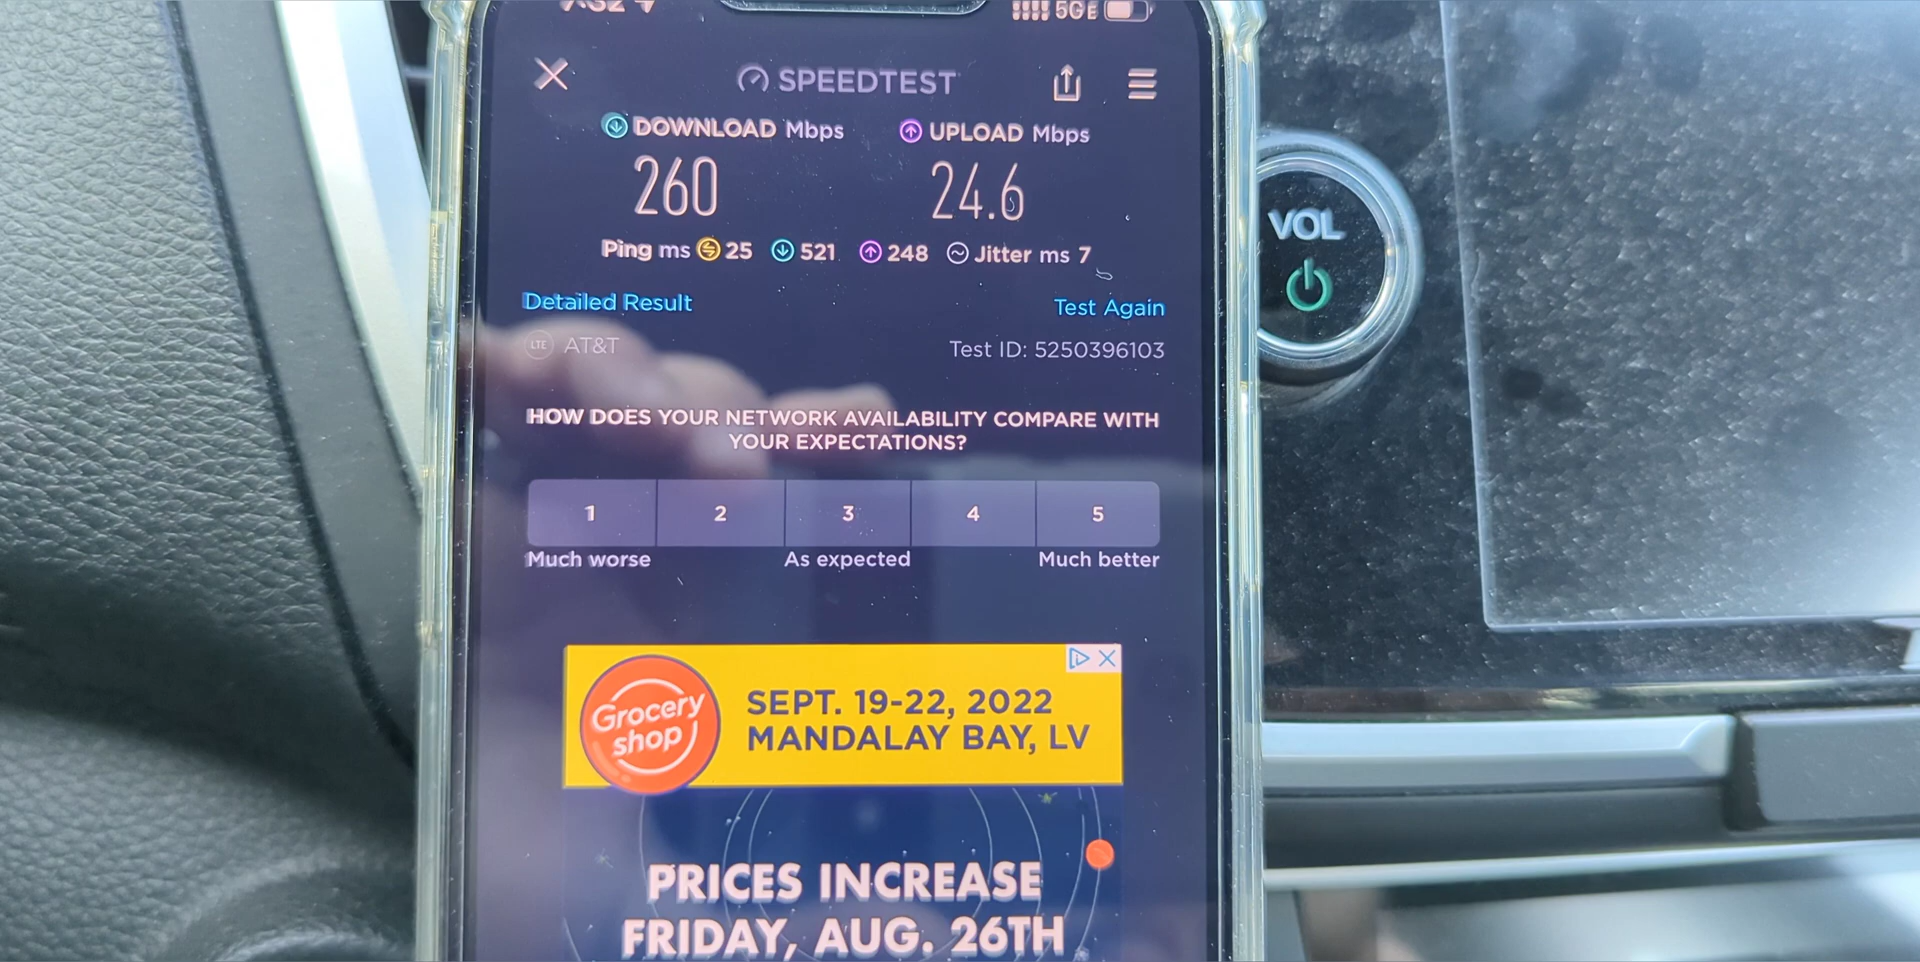 5GE
SPEEDTEST
DOWNLOAD Mbps
UPLOAD Mbps
260
24.6
Ping ms 25 521 248 Jitter ms 7
Detailed Result
Test Again
LTE AT&T
Test ID: 5250396103
HOW DOES YOUR NETWORK AVAILABILITY COMPARE WITH
YOUR EXPECTATIONS?
1 2 3 4 5
Much worse
As expected
Much better
Grocery
shop
SEPT. 19-22, 2022
MANDALAY BAY, LV
PRICES INCREASE
FRIDAY, AUG. 26TH
VOL